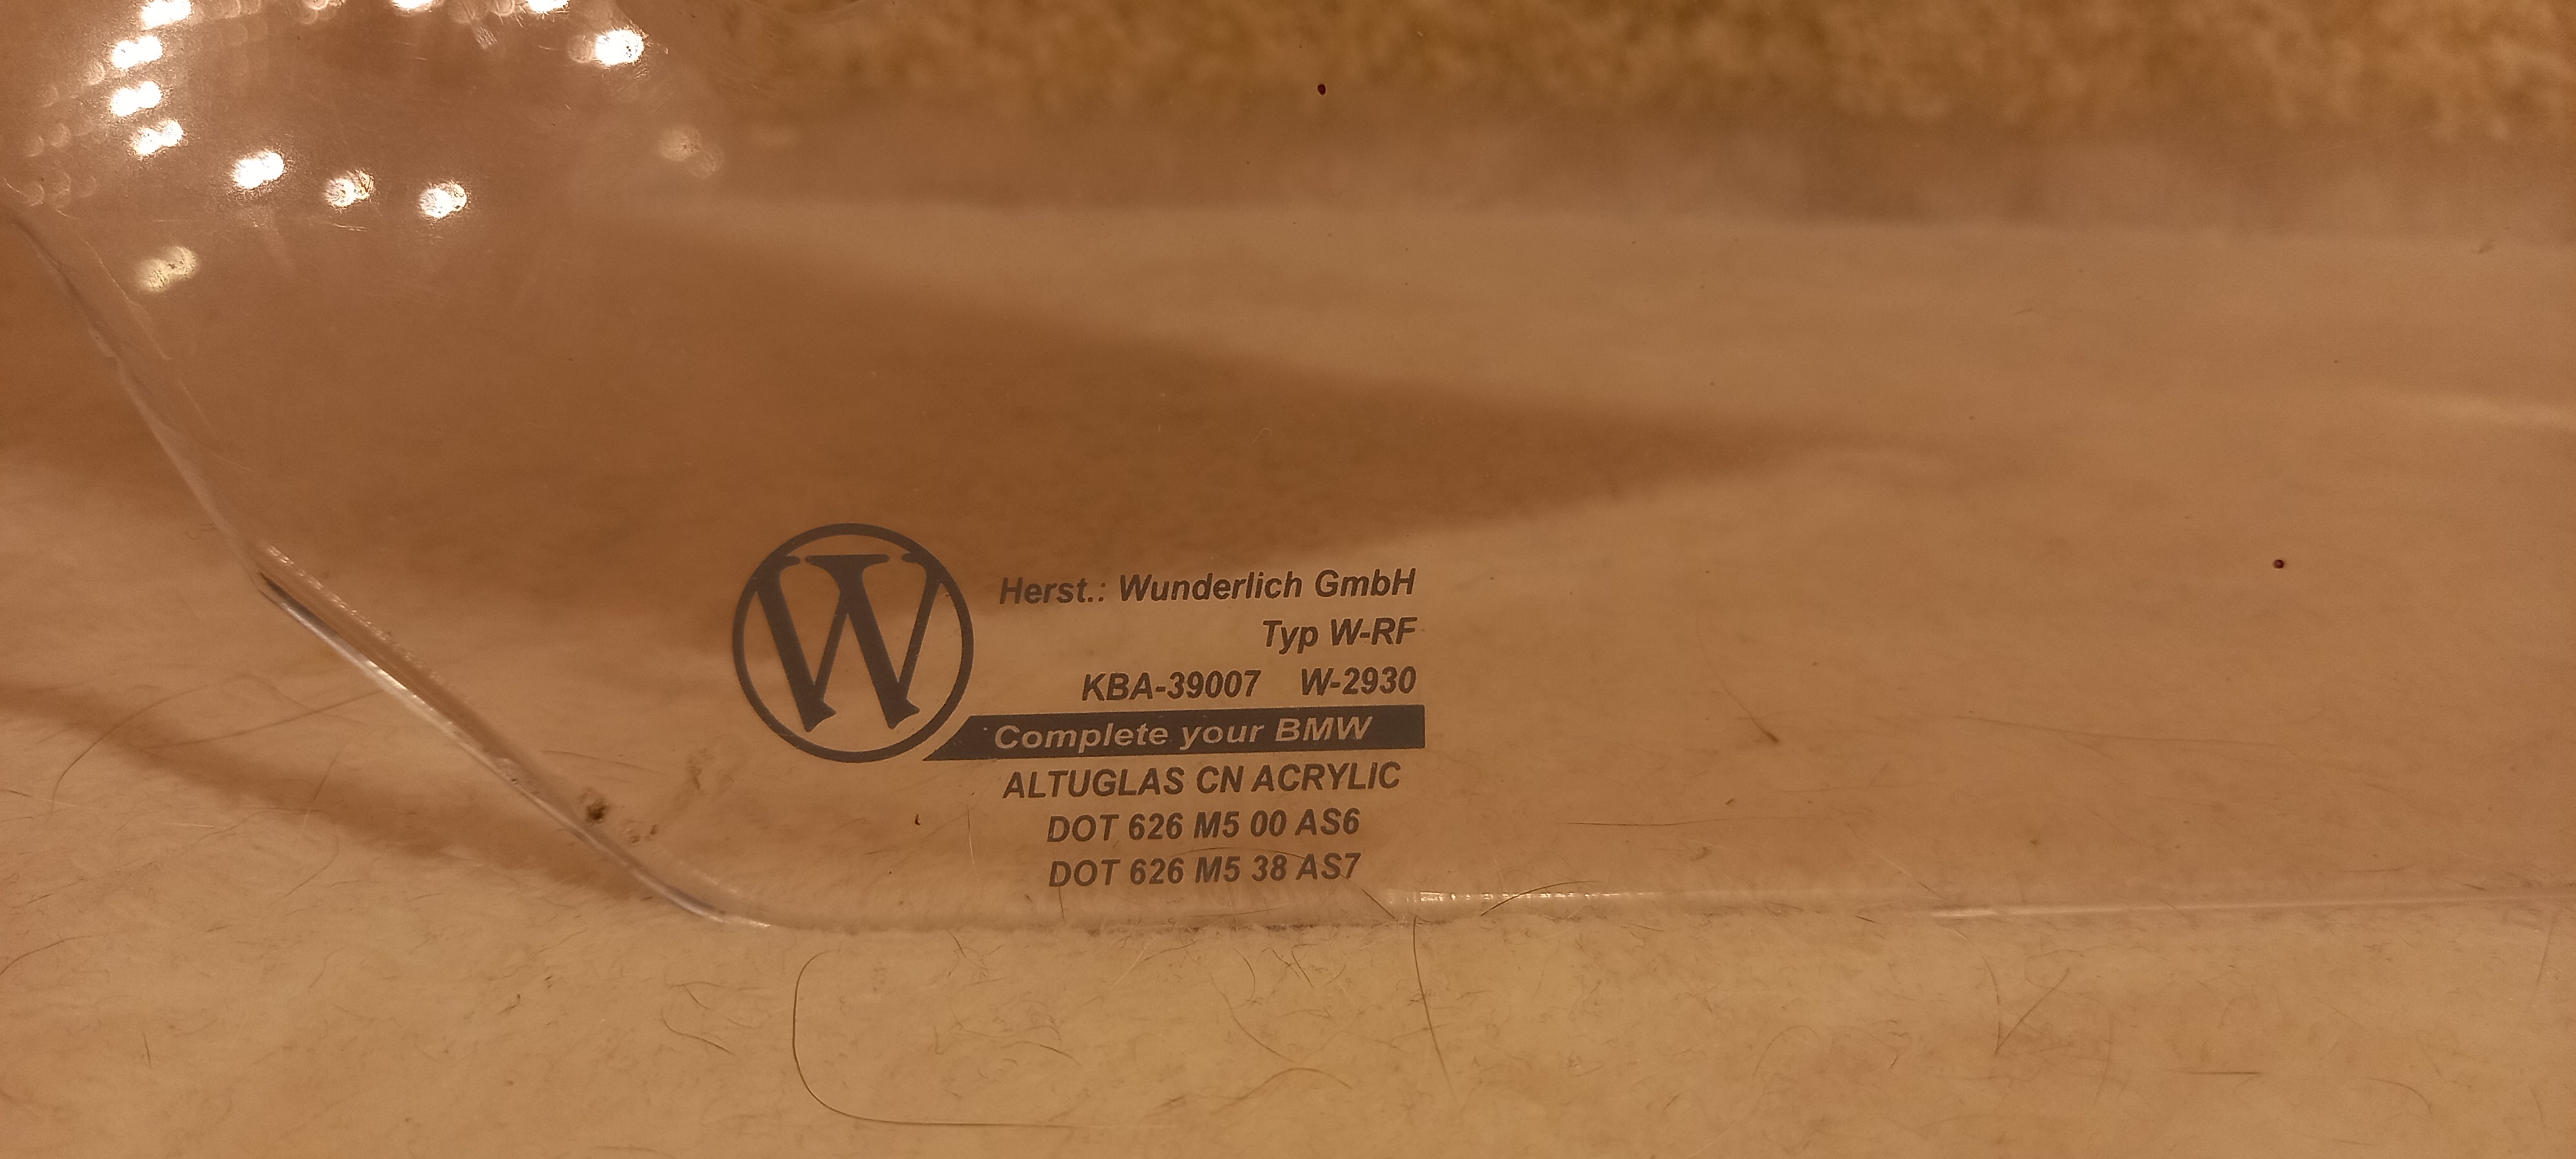 W
Herst.: Wunderlich GmbH
Typ W-RF
KBA-39007 W-2930
Complete your BMW
ALTUGLAS CN ACRYLIC
DOT 626 M5 00 AS6
DOT 626 M5 38 AS7